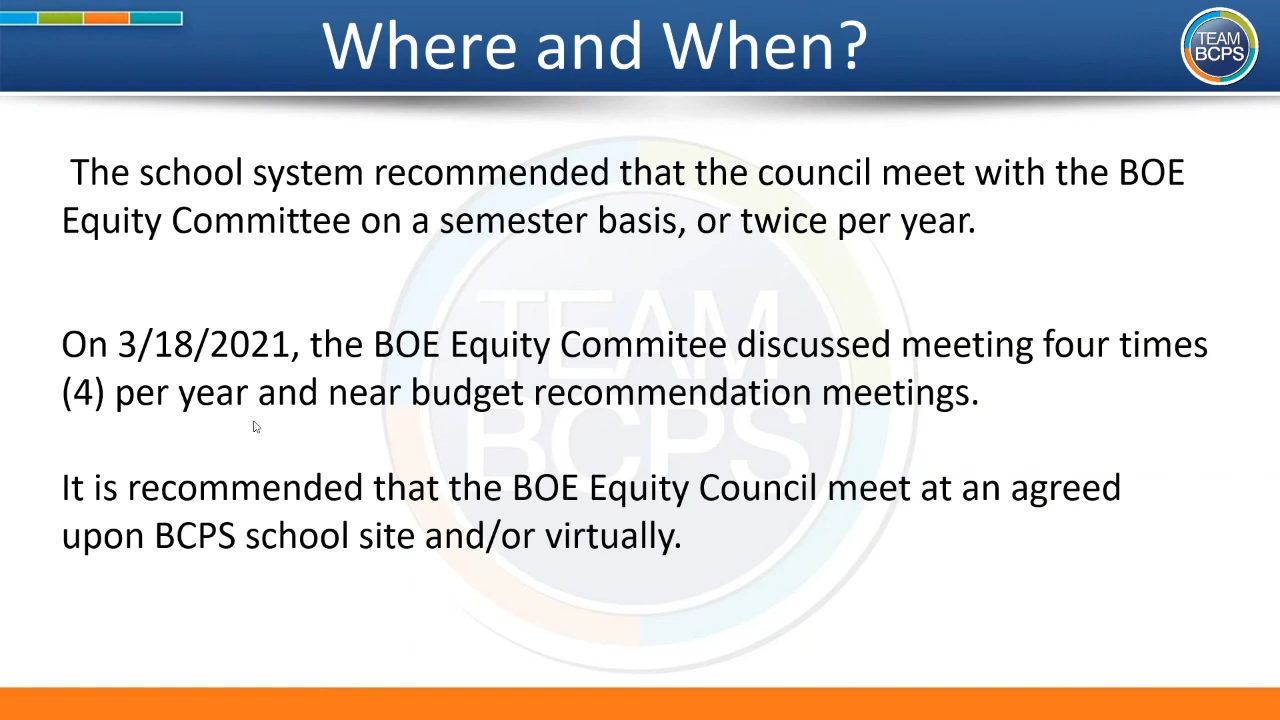 Where and When?
TEAM
BCPS
The school system recommended that the council meet with the BOE
Equity Committee on a semester basis, or twice per year.
On 3/18/2021, the BOE Equity Commitee discussed meeting four times
(4) per year and near budget recommendation meetings.
It is recommended that the BOE Equity Council meet at an agreed
upon BCPS school site and/or virtually.
TEAM
BCPS